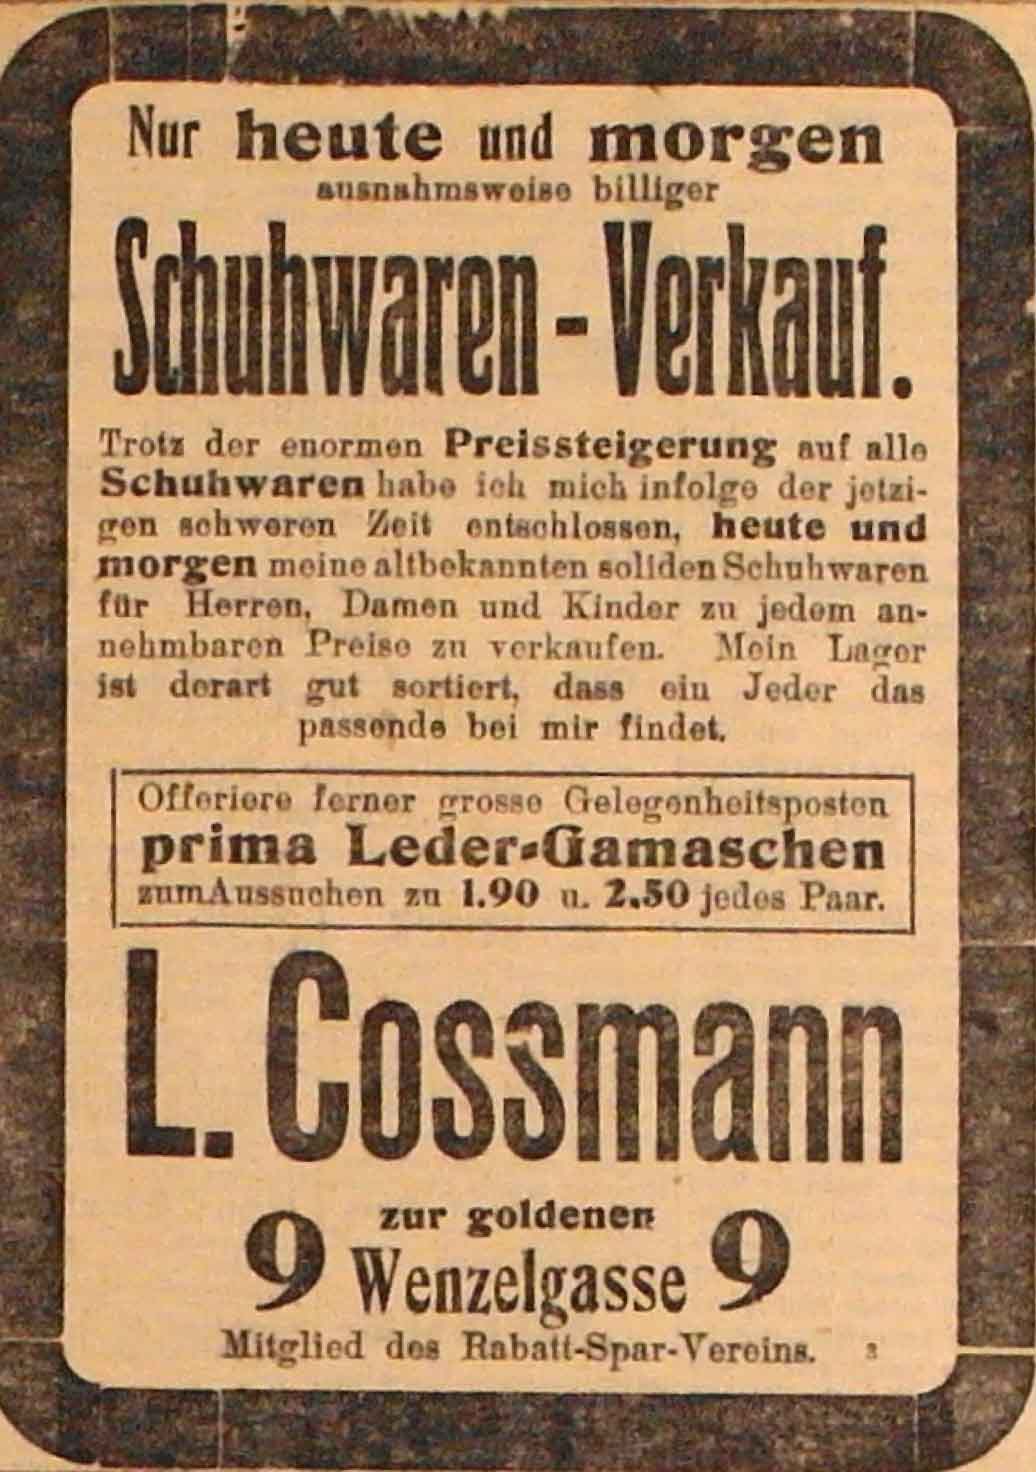 Nur heute und morgen
ausnahmsweise billiger
Schuhwaren-Verkauf.
Trotz der enormen Preissteigerung auf alle
Schuhwaren habe ich mich infolge der jetzi-
gen schweren Zeit entschlossen, heute und
morgen meine altbekannten soliden Schuhwaren
für Herren, Damen und Kinder zu jedem an-
nehmbaren Preise zu verkaufen. Mein Lager
ist derart gut sortiert, dass ein Jeder das
passende bei mir findet.
Offeriere ferner grosse Gelegenheitsposten
prima Leder-Gamaschen
zum Aussuchen zu 1.90 u. 2.50 jedes Paar.
L. Cossmann
zur goldenen
9 Wenzelgasse 9
Mitglied des Rabatt-Spar-Vereins. 3